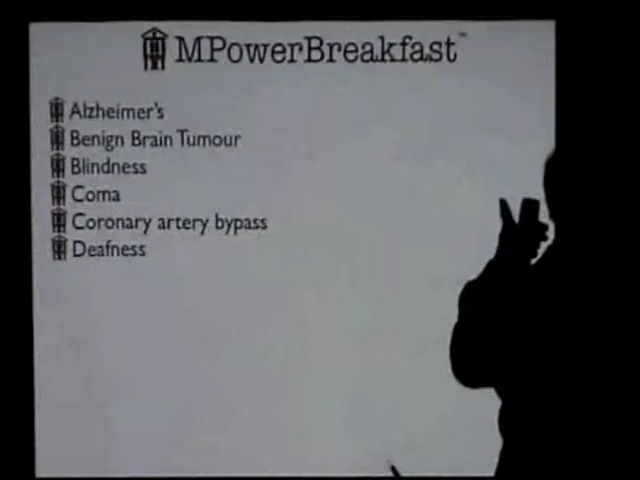 MPowerBreakfast™
Alzheimer's
Benign Brain Tumour
Blindness
Coma
Coronary artery bypass
Deafness